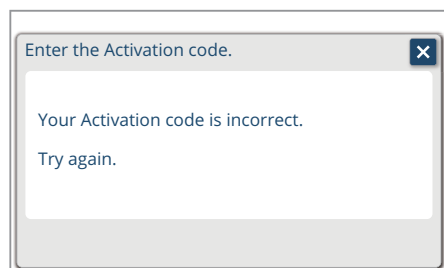 Enter the Activation code.
Your Activation code is incorrect.
Try again.